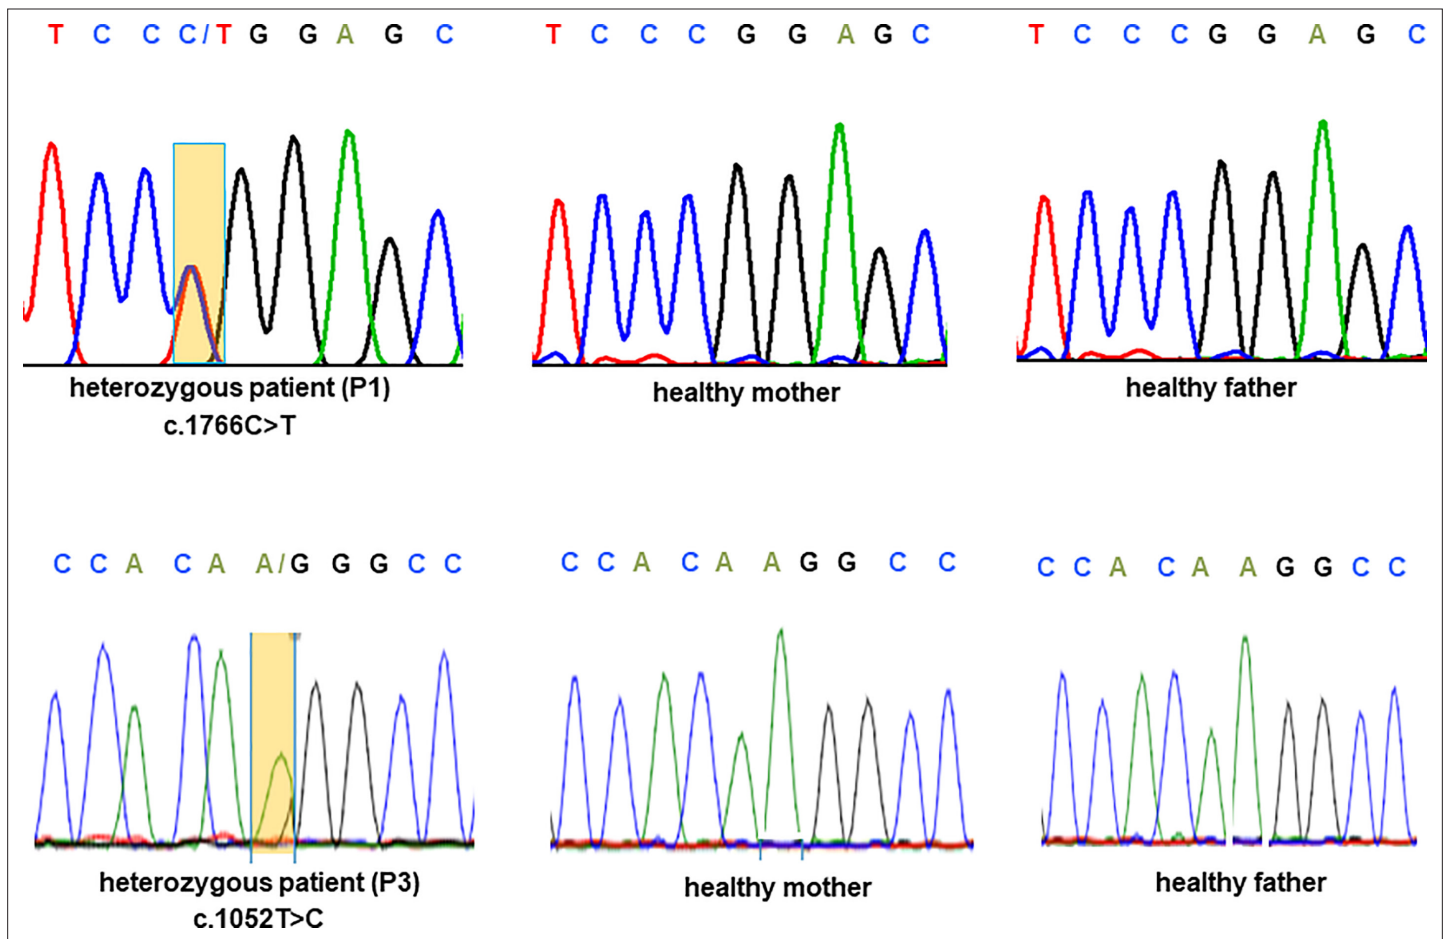 T C C C/T G G A G C
T C C C G G A G C
T C C C G G A G C
heterozygous patient (P1)
c.1766C>T
healthy mother
healthy father
C C A C A A/G G G C C
C C A C A A G G C C
C C A C A A G G C C
heterozygous patient (P3)
c.1052T>C
healthy mother
healthy father